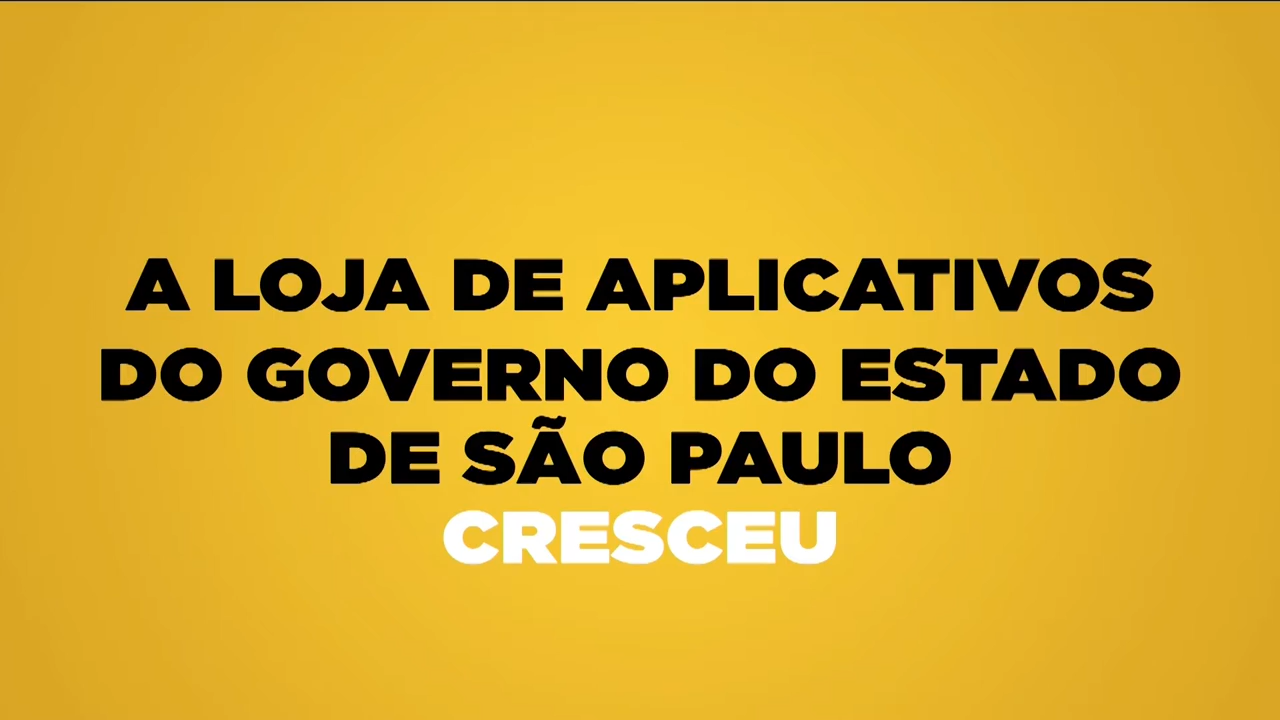 A LOJA DE APLICATIVOS
DO GOVERNO DO ESTADO
DE SÃO PAULO
CRESCEU